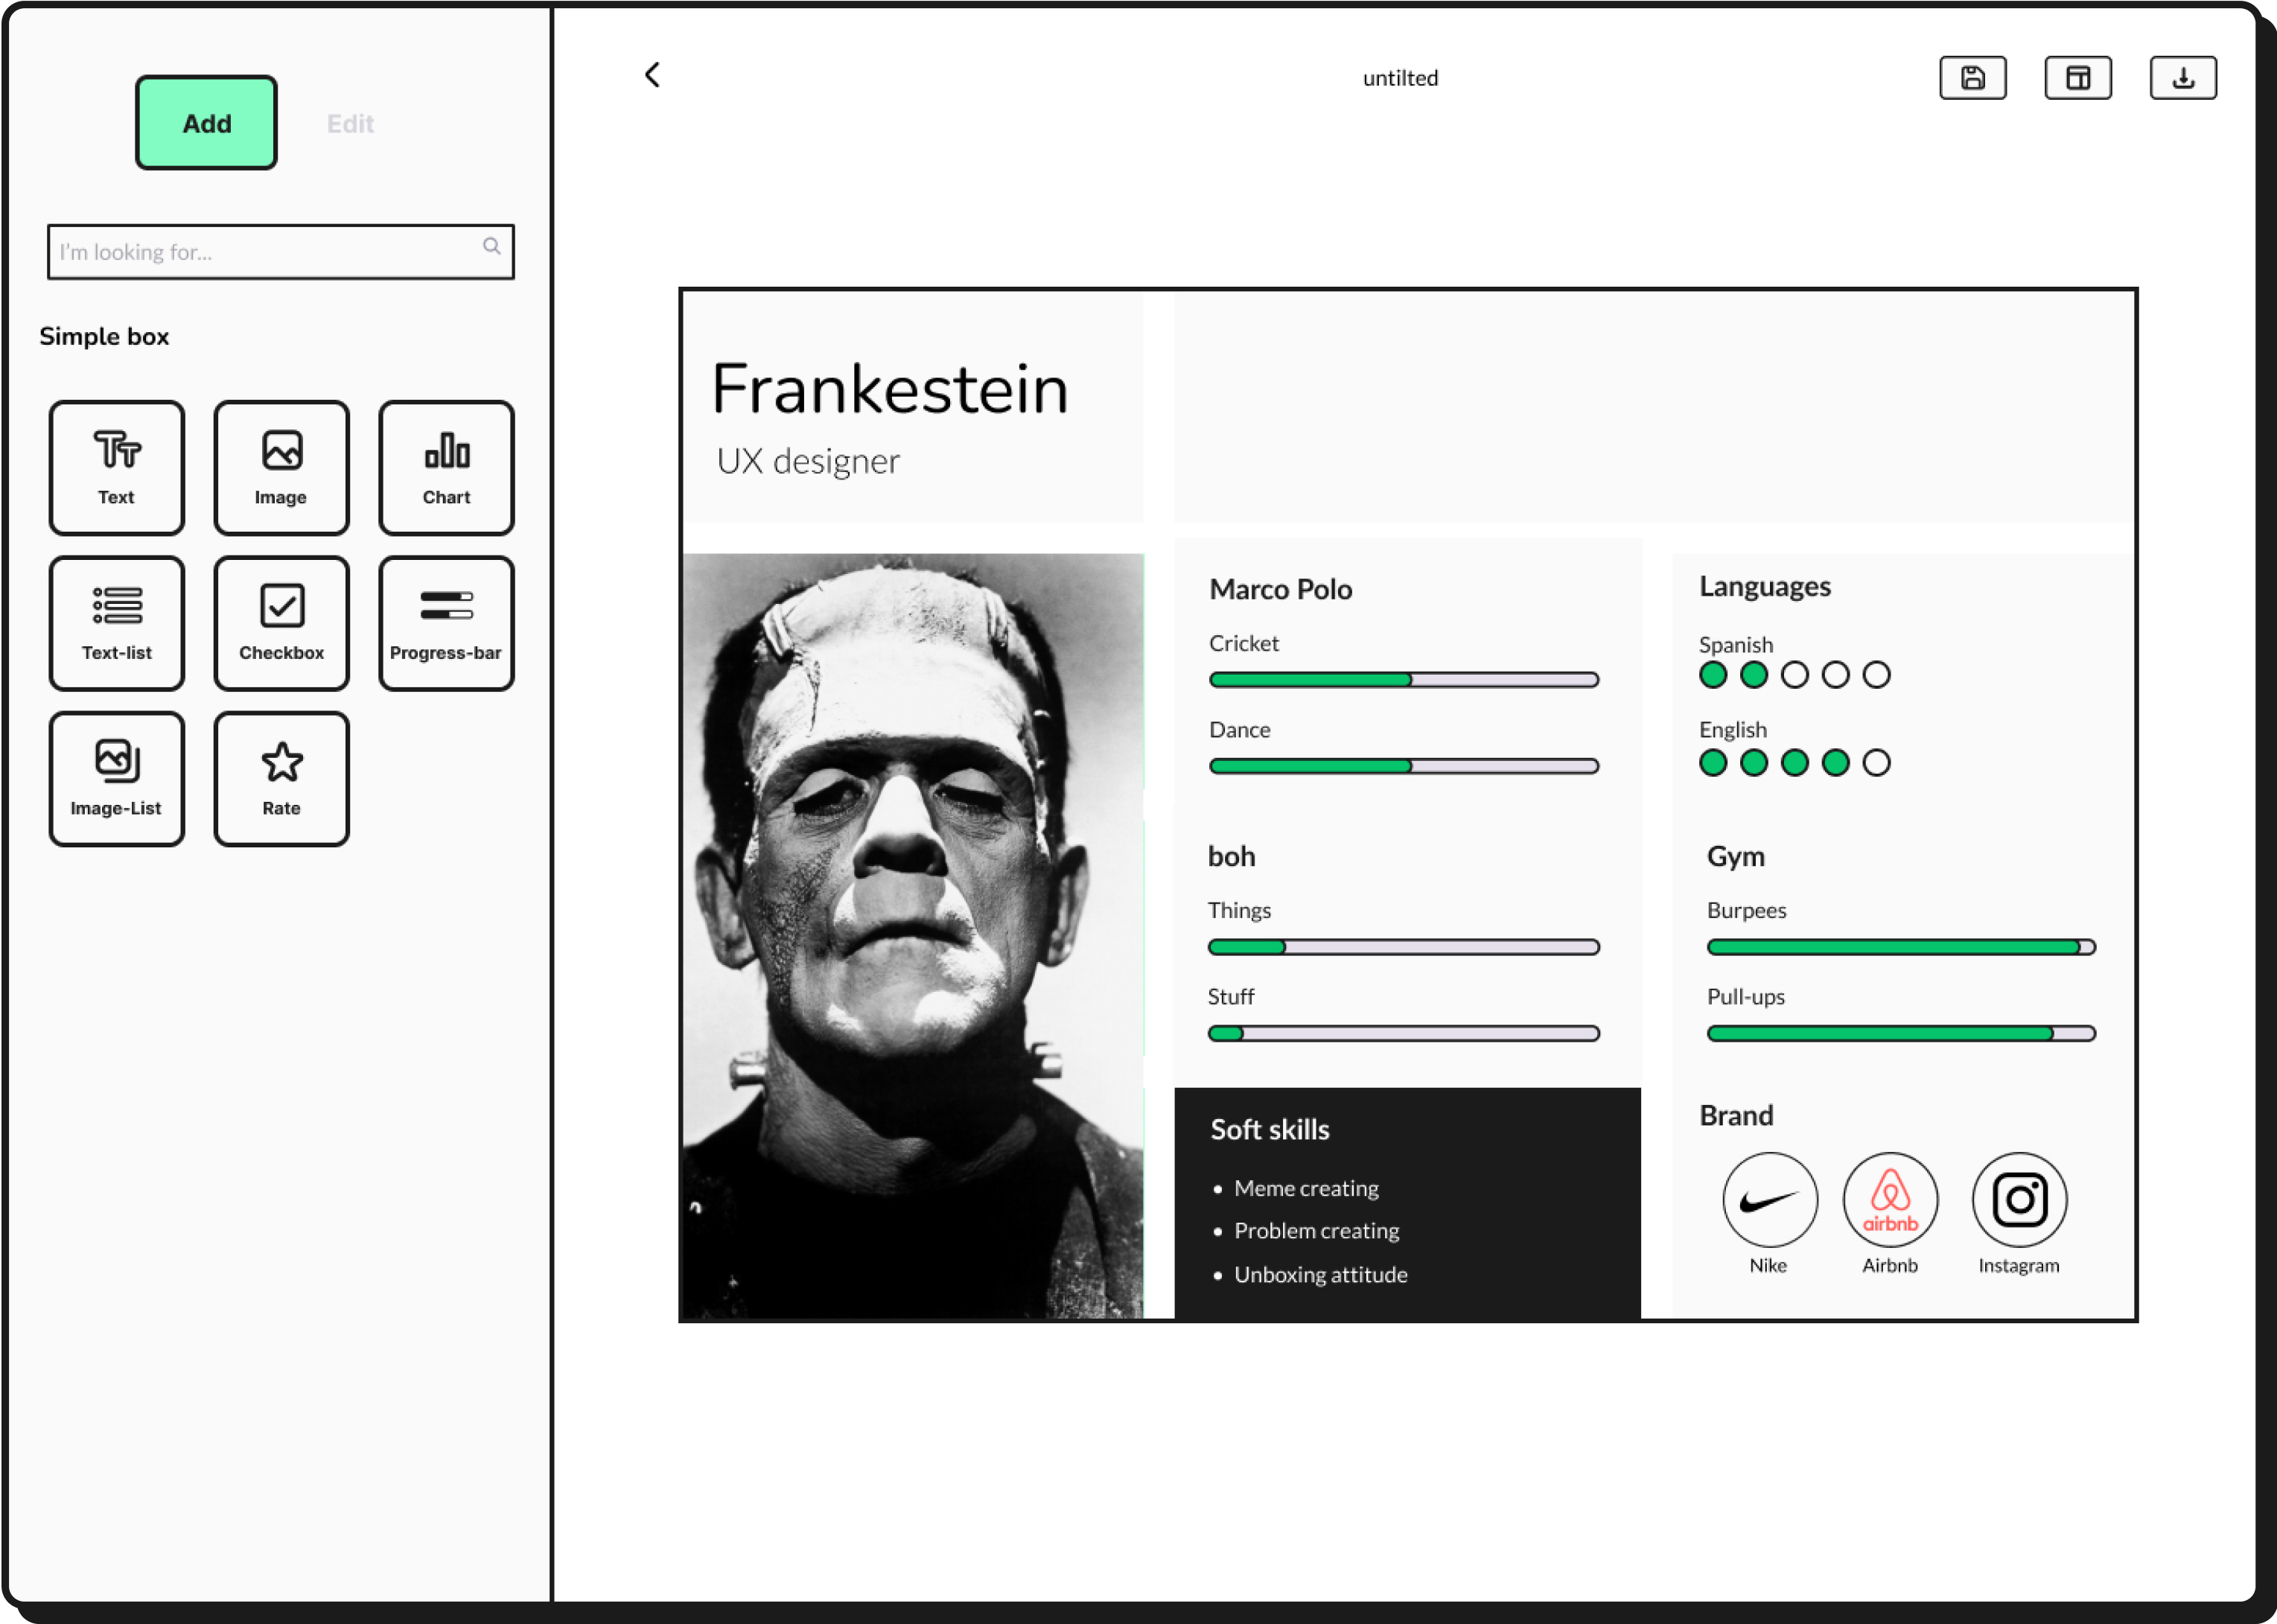 Add
Edit
I'm looking for...
Simple box
Text
Image
Chart
Text-list
Checkbox
Progress-bar
Image-List
Rate
untilted
Frankestein
UX designer
Marco Polo
Cricket
Dance
boh
Things
Stuff
Soft skills
• Meme creating
• Problem creating
• Unboxing attitude
Languages
Spanish
English
Gym
Burpees
Pull-ups
Brand
airbnb
Nike
Airbnb
Instagram